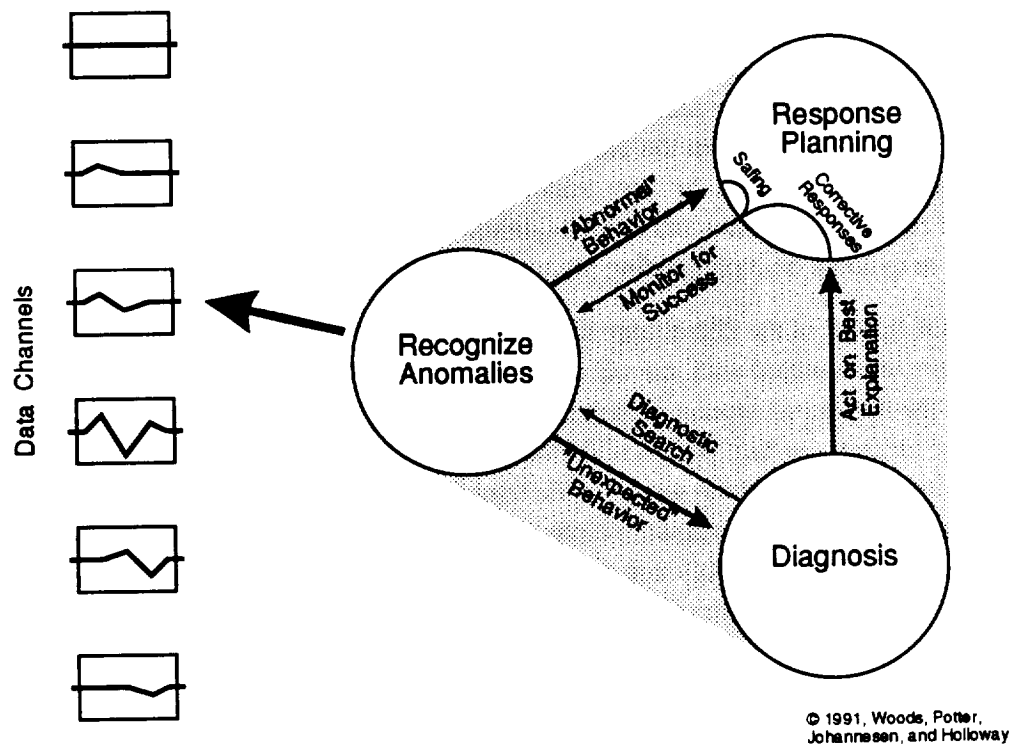 Data Channels
Recognize
Anomalies
"Abnormal"
Behavior
Monitor for
Success
Response
Planning
Safing
Corrective
Responses
Diagnostic
Search
"Unexpected"
Behavior
Act on Best
Explanation
Diagnosis
© 1991, Woods, Potter,
Johannesen, and Holloway